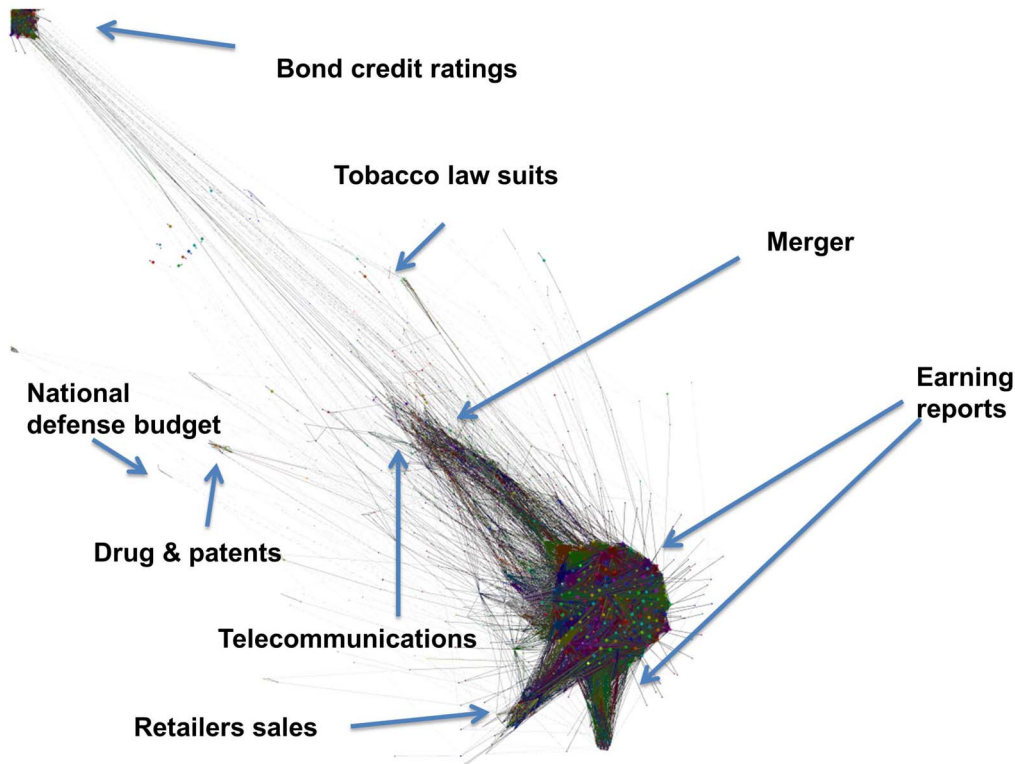 Bond credit ratings
Tobacco law suits
Merger
Earning
reports
National
defense budget
Drug & patents
Telecommunications
Retailers sales